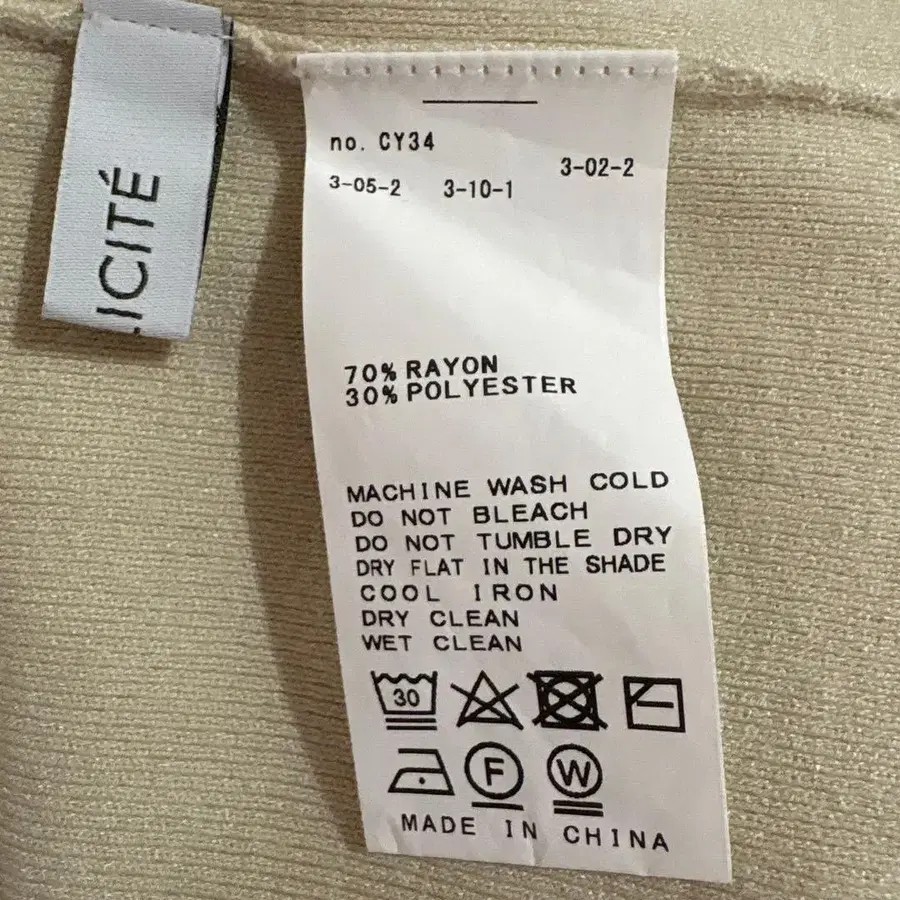 ICITÉ
no. CY34
3-02-2
3-05-2 3-10-1
70% RAYON
30% POLYESTER
MACHINE WASH COLD
DO NOT BLEACH
DO NOT TUMBLE DRY
DRY FLAT IN THE SHADE
COOL IRON
DRY CLEAN
WET CLEAN
30
F W
MADE IN CHINA